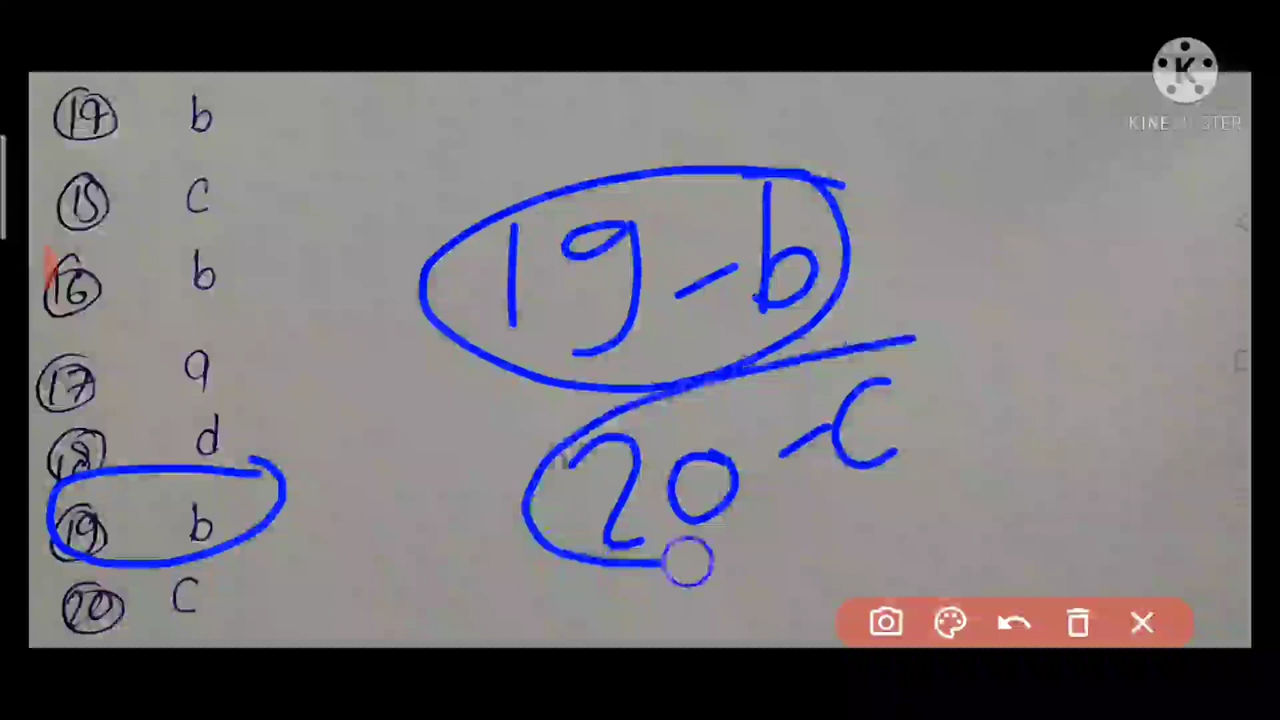 14 b
15 c
16 b
17 a
18 d
19 b
20 c
19-b
20-c
KINEMASTER